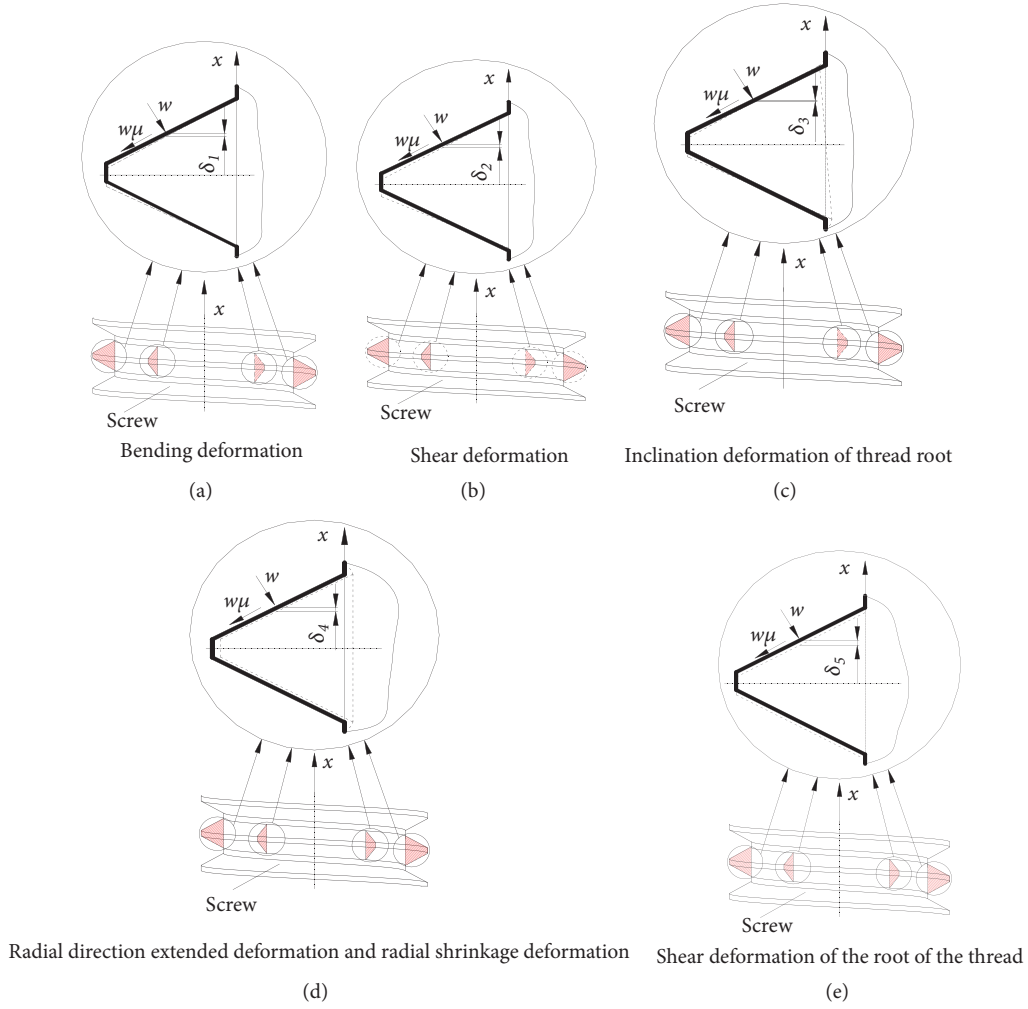 x
w
wμ
δ1
x
Screw
Bending deformation
(a)
x
w
wμ
δ2
x
Screw
Shear deformation
(b)
x
w
wμ
δ3
x
Screw
Inclination deformation of thread root
(c)
x
w
wμ
δ4
x
Screw
Radial direction extended deformation and radial shrinkage deformation
(d)
x
w
wμ
δ5
x
Screw
Shear deformation of the root of the thread
(e)